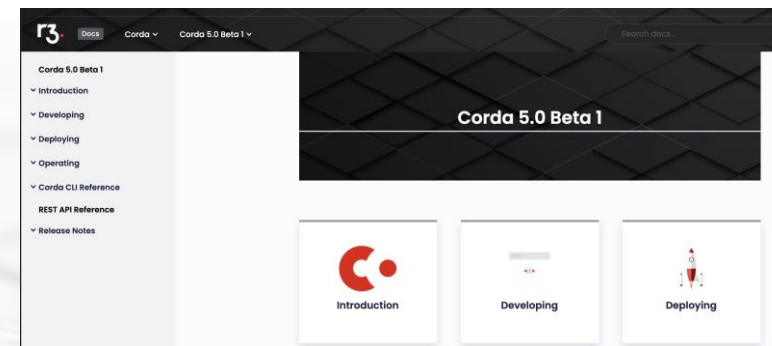 r3.
Docs
Corda
Corda 5.0 Beta 1
Search docs...
Corda 5.0 Beta 1
Introduction
Developing
Deploying
Operating
Corda CLI Reference
REST API Reference
Release Notes
Corda 5.0 Beta 1
Introduction
</>
Developing
Deploying